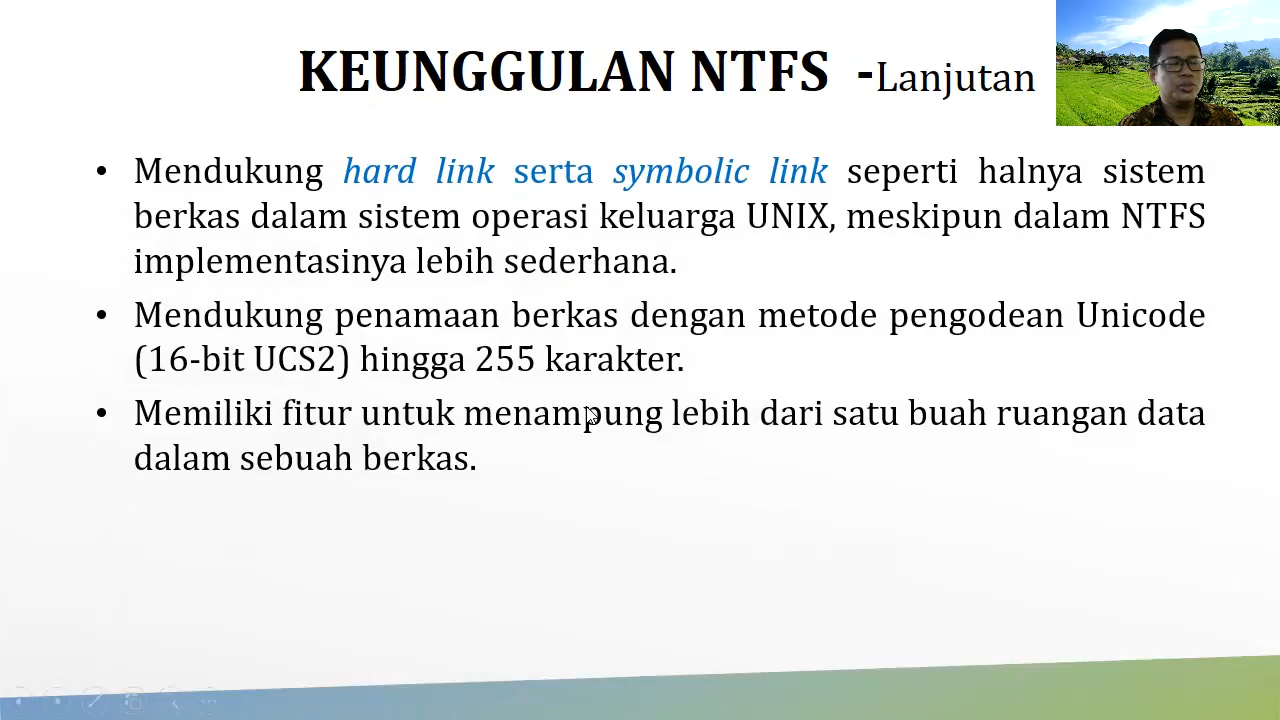 KEUNGGULAN NTFS -Lanjutan
• Mendukung hard link serta symbolic link seperti halnya sistem
berkas dalam sistem operasi keluarga UNIX, meskipun dalam NTFS
implementasinya lebih sederhana.
• Mendukung penamaan berkas dengan metode pengodean Unicode
(16-bit UCS2) hingga 255 karakter.
• Memiliki fitur untuk menampung lebih dari satu buah ruangan data
dalam sebuah berkas.